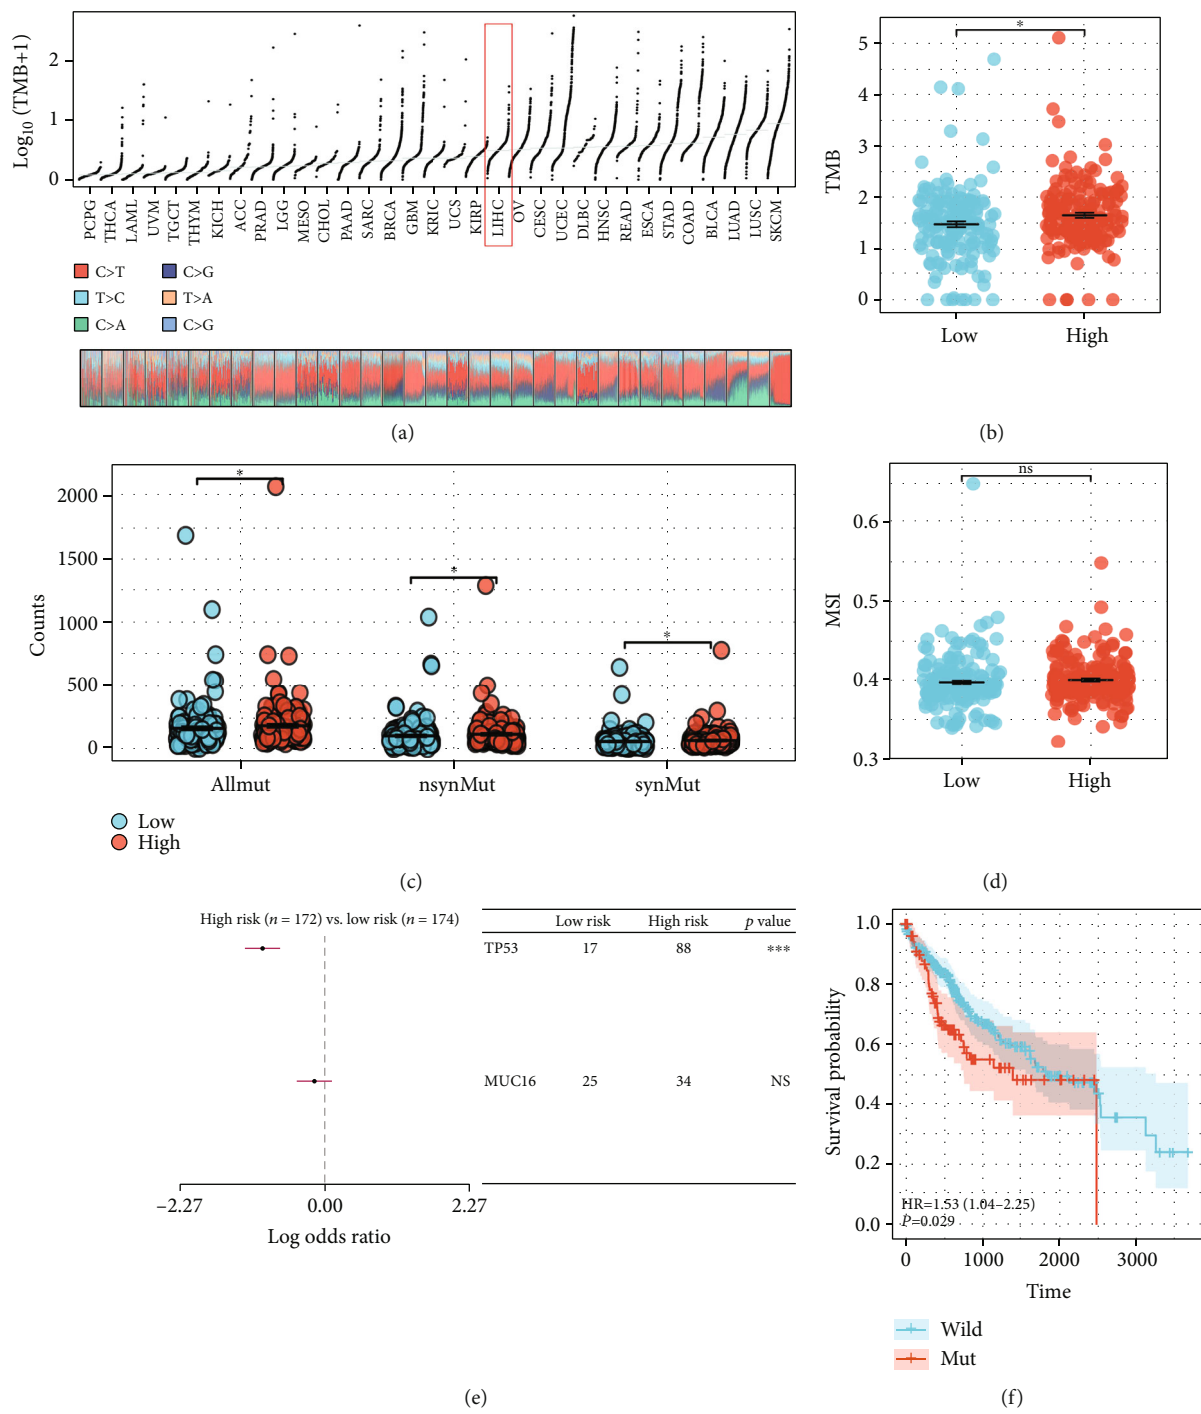 Log10 (TMB+1)
2
1
0
PCPG
THCA
LAML
UVM
TGCT
THYM
KICH
ACC
PRAD
LGG
MESO
CHOL
PAAD
SARC
BRCA
GBM
KRIC
UCS
KIRP
LIHC
OV
CESC
UCEC
DLBC
HNSC
READ
ESCA
STAD
COAD
BLCA
LUAD
LUSC
SKCM
C>T C>G
T>C T>A
C>A C>G
(a)
TMB
5
4
3
2
1
0
*
Low High
(b)
Counts
2000
1500
1000
500
0
*
*
*
Allmut nsynMut synMut
Low
High
(c)
MSI
0.6
0.5
0.4
0.3
ns
Low High
(d)
High risk (n = 172) vs. low risk (n = 174)
Low risk High risk p value
TP53 17 88 ***
MUC16 25 34 NS
−2.27 0.00 2.27
Log odds ratio
(e)
Survival probability
1.0
0.8
0.6
0.4
0.2
0.0
HR=1.53 (1.04–2.25)
P=0.029
0 1000 2000 3000
Time
Wild
Mut
(f)